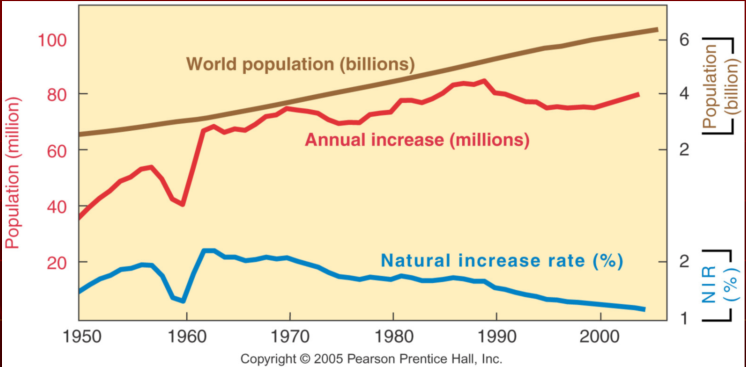 100
80
60
40
20
Population (million)
World population (billions)
Annual increase (millions)
Natural increase rate (%)
6
4
2
Population
(billion)
2
1
NIR
(%)
1950 1960 1970 1980 1990 2000
Copyright © 2005 Pearson Prentice Hall, Inc.